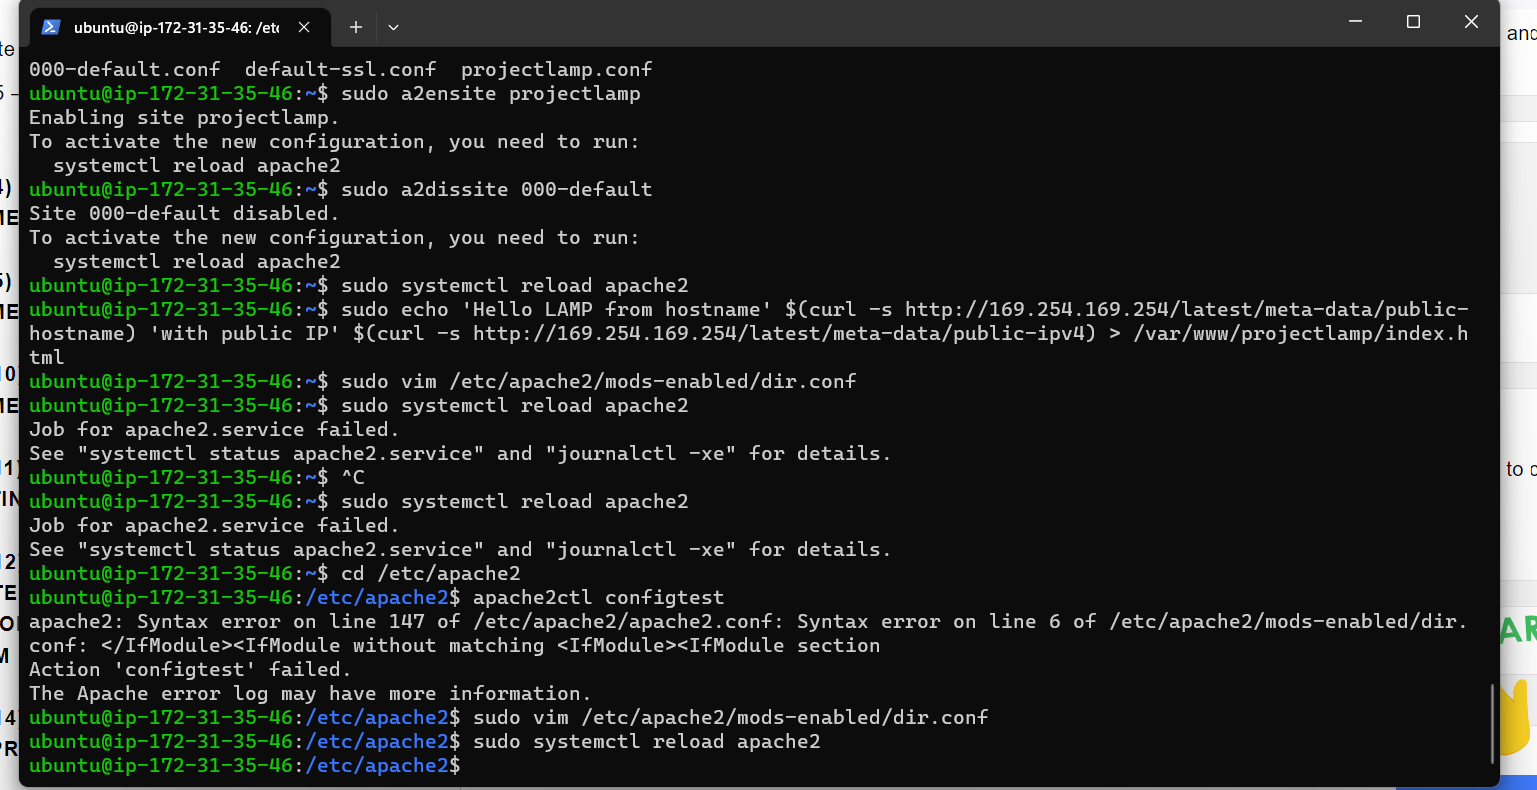 ubuntu@ip-172-31-35-46: /etc
000-default.conf  default-ssl.conf  projectlamp.conf
ubuntu@ip-172-31-35-46:~$ sudo a2ensite projectlamp
Enabling site projectlamp.
To activate the new configuration, you need to run:
  systemctl reload apache2
ubuntu@ip-172-31-35-46:~$ sudo a2dissite 000-default
Site 000-default disabled.
To activate the new configuration, you need to run:
  systemctl reload apache2
ubuntu@ip-172-31-35-46:~$ sudo systemctl reload apache2
ubuntu@ip-172-31-35-46:~$ sudo echo 'Hello LAMP from hostname' $(curl -s http://169.254.169.254/latest/meta-data/public-
hostname) 'with public IP' $(curl -s http://169.254.169.254/latest/meta-data/public-ipv4) > /var/www/projectlamp/index.h
tml
ubuntu@ip-172-31-35-46:~$ sudo vim /etc/apache2/mods-enabled/dir.conf
ubuntu@ip-172-31-35-46:~$ sudo systemctl reload apache2
Job for apache2.service failed.
See "systemctl status apache2.service" and "journalctl -xe" for details.
ubuntu@ip-172-31-35-46:~$ ^C
ubuntu@ip-172-31-35-46:~$ sudo systemctl reload apache2
Job for apache2.service failed.
See "systemctl status apache2.service" and "journalctl -xe" for details.
ubuntu@ip-172-31-35-46:~$ cd /etc/apache2
ubuntu@ip-172-31-35-46:/etc/apache2$ apache2ctl configtest
apache2: Syntax error on line 147 of /etc/apache2/apache2.conf: Syntax error on line 6 of /etc/apache2/mods-enabled/dir.
conf: </IfModule><IfModule without matching <IfModule><IfModule section
Action 'configtest' failed.
The Apache error log may have more information.
ubuntu@ip-172-31-35-46:/etc/apache2$ sudo vim /etc/apache2/mods-enabled/dir.conf
ubuntu@ip-172-31-35-46:/etc/apache2$ sudo systemctl reload apache2
ubuntu@ip-172-31-35-46:/etc/apache2$
and
to